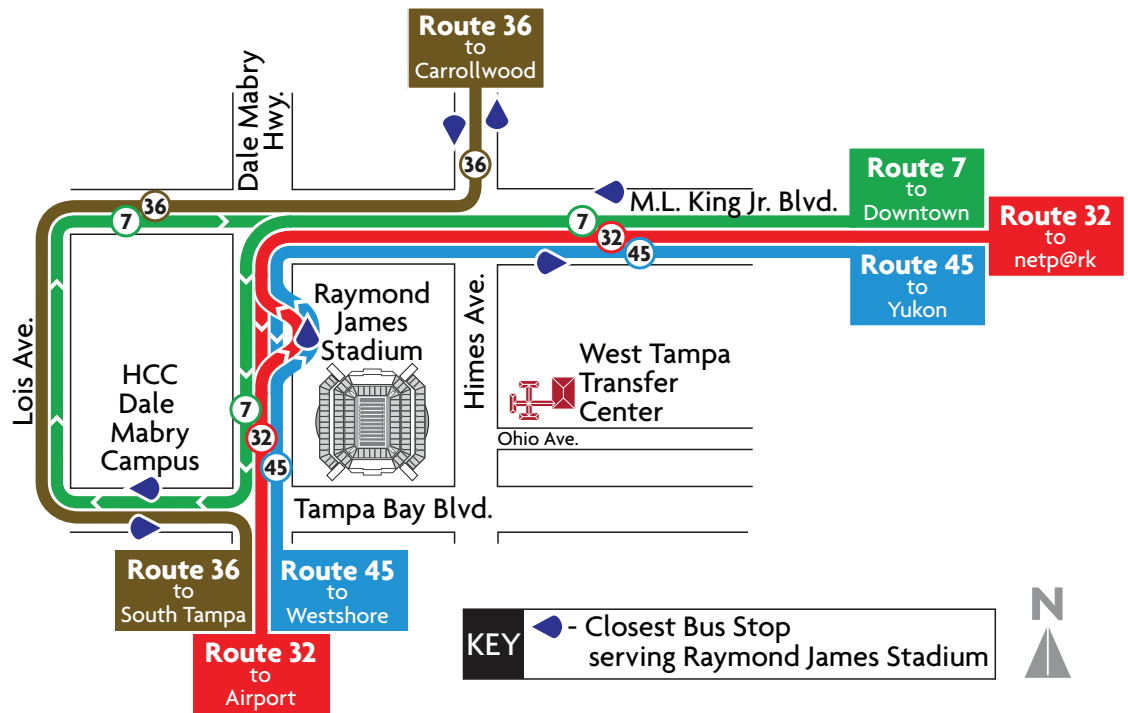 Route 36
to
Carrollwood
Dale Mabry
Hwy.
36
36
7
7
M.L. King Jr. Blvd.
Route 7
to
Downtown
32
45
Route 32
to
netp@rk
Route 45
to
Yukon
Lois Ave.
Raymond
James
Stadium
Himes Ave.
HCC
Dale
Mabry
Campus
West Tampa
Transfer
Center
7
32
45
Ohio Ave.
Tampa Bay Blvd.
Route 36
to
South Tampa
Route 45
to
Westshore
Route 32
to
Airport
KEY
- Closest Bus Stop
serving Raymond James Stadium
N